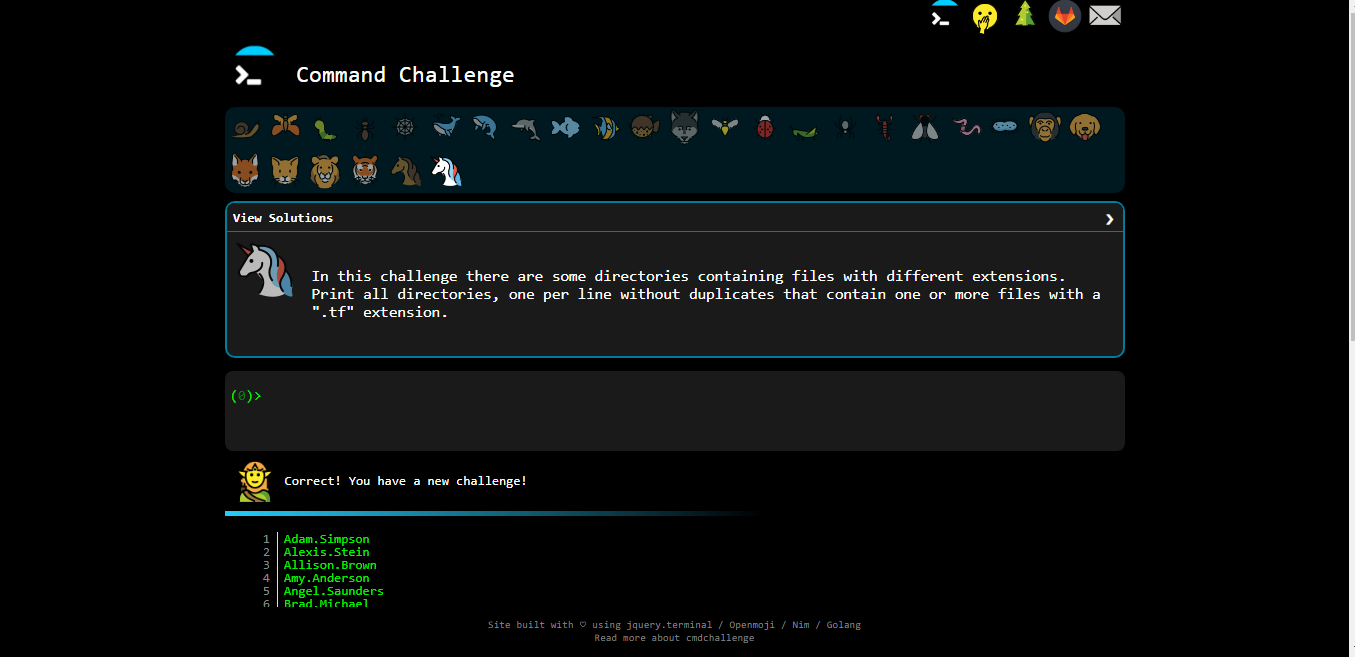 Command Challenge
View Solutions
In this challenge there are some directories containing files with different extensions.
Print all directories, one per line without duplicates that contain one or more files with a
".tf" extension.
(0)>
Correct! You have a new challenge!
1 Adam.Simpson
2 Alexis.Stein
3 Allison.Brown
4 Amy.Anderson
5 Angel.Saunders
6 Brad.Michael
Site built with ♡ using jquery.terminal / Openmoji / Nim / Golang
Read more about cmdchallenge